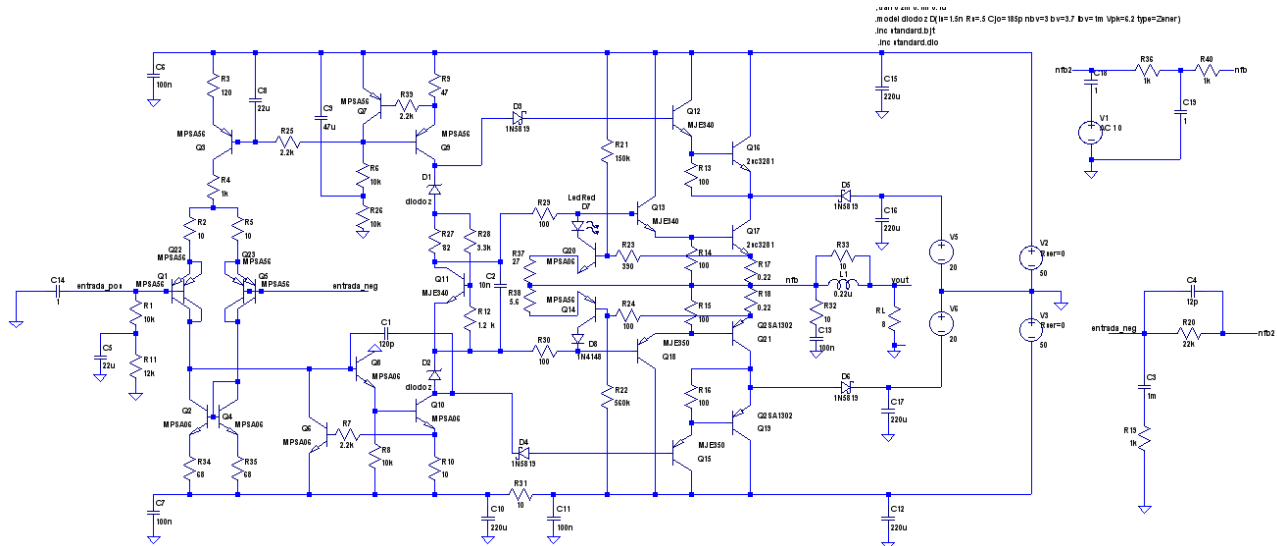 .model diodoz D(Is=1.5n Rs=.5 Cjo=185p nbv=3 bv=3.7 Ibv=1m Vpk=6.2 type=Zener)
.inc standard.bjt
.inc standard.dio
C6
100n
R3
120
C8
22u
C9
47u
MPSA56
Q7
R39
2.2k
R9
47
MPSA56
Q3
R25
2.2k
MPSA56
Q9
D3
1N5819
Q12
MJE340
C15
220u
R4
1k
R6
10k
R26
10k
D1
diodoz
R21
150k
R13
100
Q16
2sc3281
R2
10
R5
10
Q22
MPSA56
Q1
Q23
MPSA56
Q5
R27
82
R28
3.3k
R29
100
LedRed
D7
Q13
MJE340
Q17
2sc3281
D5
1N5819
C16
220u
C14
1
entrada_pos
entrada_neg
R1
10k
R11
12k
C5
22u
Q11
MJE340
C2
10n
R12
1.2 k
R37
27
R38
5.6
Q20
MPSA06
R23
390
R14
100
R17
0.22
MPSA56
Q14
R24
100
R15
100
R18
0.22
nfb
R33
10
L1
0.22u
vout
R32
10
C13
100n
RL
8
V5
20
V6
20
V2
Rser=0
50
V3
Rser=0
50
C1
120p
Q8
MPSA06
D2
diodoz
R30
100
D8
1N4148
MJE350
Q18
Q2SA1302
Q21
Q2
MPSA06
Q4
MPSA06
Q6
MPSA06
R7
2.2k
Q10
MPSA06
R8
10k
R10
10
R22
560k
R16
100
Q2SA1302
Q19
D6
1N5819
C17
220u
R34
68
R35
68
D4
1N5819
MJE350
Q15
C7
100n
C10
220u
R31
10
C11
100n
C12
220u
nfb2
C18
1
V1
AC 1 0
R36
1k
R40
1k
nfb
C19
1
entrada_neg
C4
12p
R20
22k
nfb2
C3
1m
R19
1k